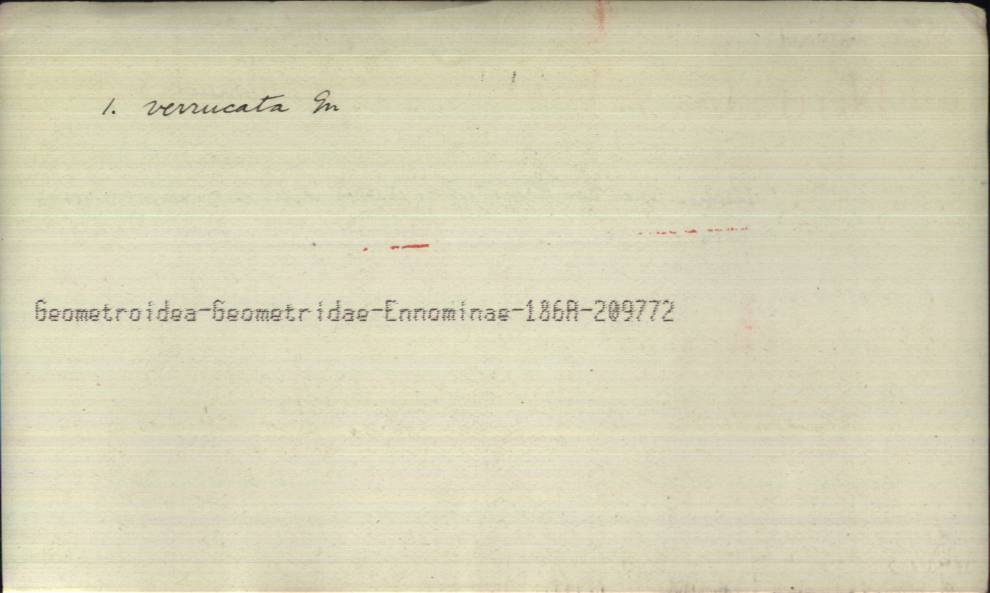 1. verrucata Gn
Geometroidea-Geometridae-Ennominae-186A-209772